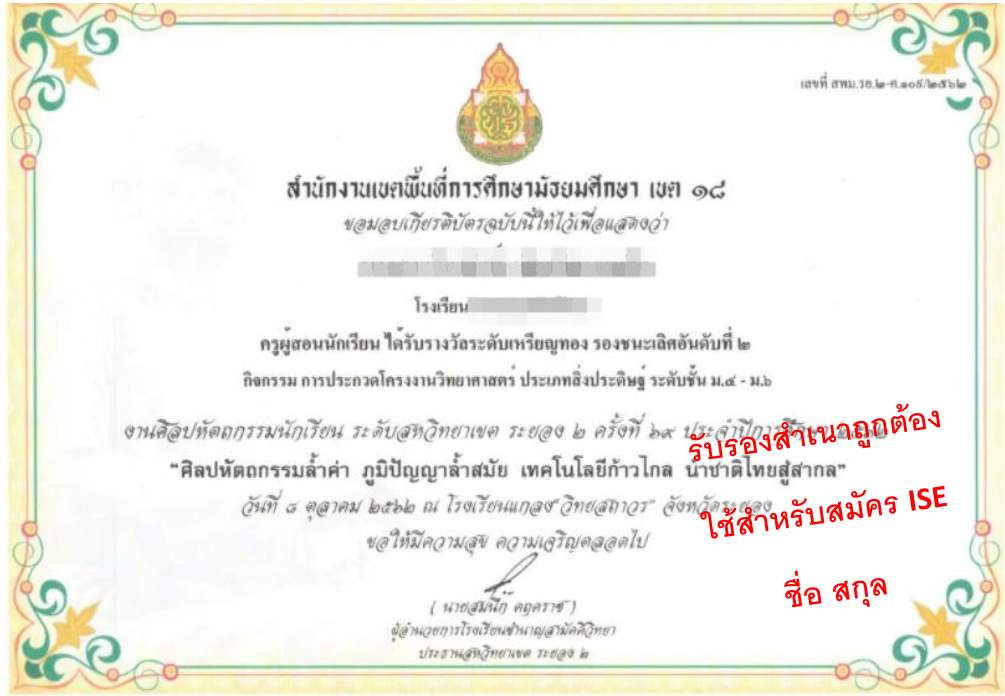 เลขที่ สพม.รย.๒-ค.๑๐๕/๒๕๖๒
สำนักงานเขตพื้นที่การศึกษามัธยมศึกษา เขต ๑๘
ขอมอบเกียรติบัตรฉบับนี้ให้ไว้เพื่อแสดงว่า
โรงเรียน
ครูผู้สอนนักเรียน ได้รับรางวัลระดับเหรียญทอง รองชนะเลิศอันดับที่ ๒
กิจกรรม การประกวดโครงงานวิทยาศาสตร์ ประเภทสิ่งประดิษฐ์ ระดับชั้น ม.๔ - ม.๖
งานศิลปหัตถกรรมนักเรียน ระดับสหวิทยาเขต ระยอง ๒ ครั้งที่ ๖๙ ประจำปีการศึกษา ๒๕๖๒
"ศิลปหัตถกรรมล้ำค่า ภูมิปัญญาล้ำสมัย เทคโนโลยีก้าวไกล นำชาติไทยสู่สากล"
วันที่ ๘ ตุลาคม ๒๕๖๒ ณ โรงเรียนแกลง"วิทยสถาวร" จังหวัดระยอง
ขอให้มีความสุข ความเจริญตลอดไป
( นายสมนึก )
ผู้อำนวยการโรงเรียนชำนาญสามัคคีวิทยา
ประธานสหวิทยาเขต ระยอง ๒
รับรองสำเนาถูกต้อง
ใช้สำหรับสมัคร ISE
ชื่อ สกุล